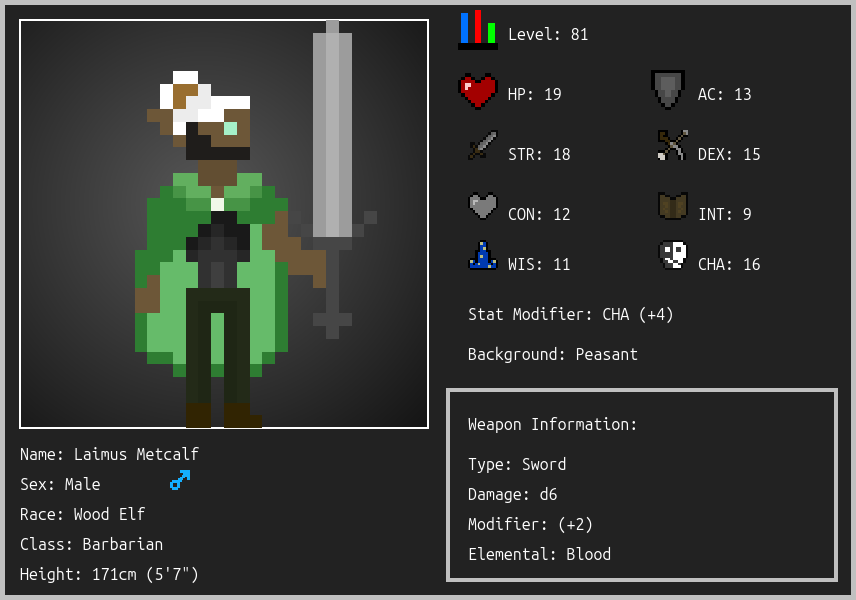 Level: 81
HP: 19
AC: 13
STR: 18
DEX: 15
CON: 12
INT: 9
WIS: 11
CHA: 16
Stat Modifier: CHA (+4)
Background: Peasant
Weapon Information:
Type: Sword
Damage: d6
Modifier: (+2)
Elemental: Blood
Name: Laimus Metcalf
Sex: Male
Race: Wood Elf
Class: Barbarian
Height: 171cm (5'7")